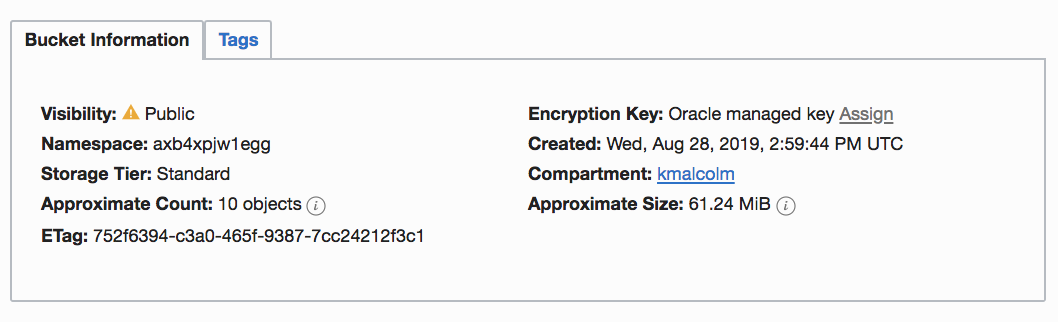 Bucket Information
Tags
Visibility: Public
Namespace: axb4xpjw1egg
Storage Tier: Standard
Approximate Count: 10 objects
ETag: 752f6394-c3a0-465f-9387-7cc24212f3c1
Encryption Key: Oracle managed key Assign
Created: Wed, Aug 28, 2019, 2:59:44 PM UTC
Compartment: kmalcolm
Approximate Size: 61.24 MiB